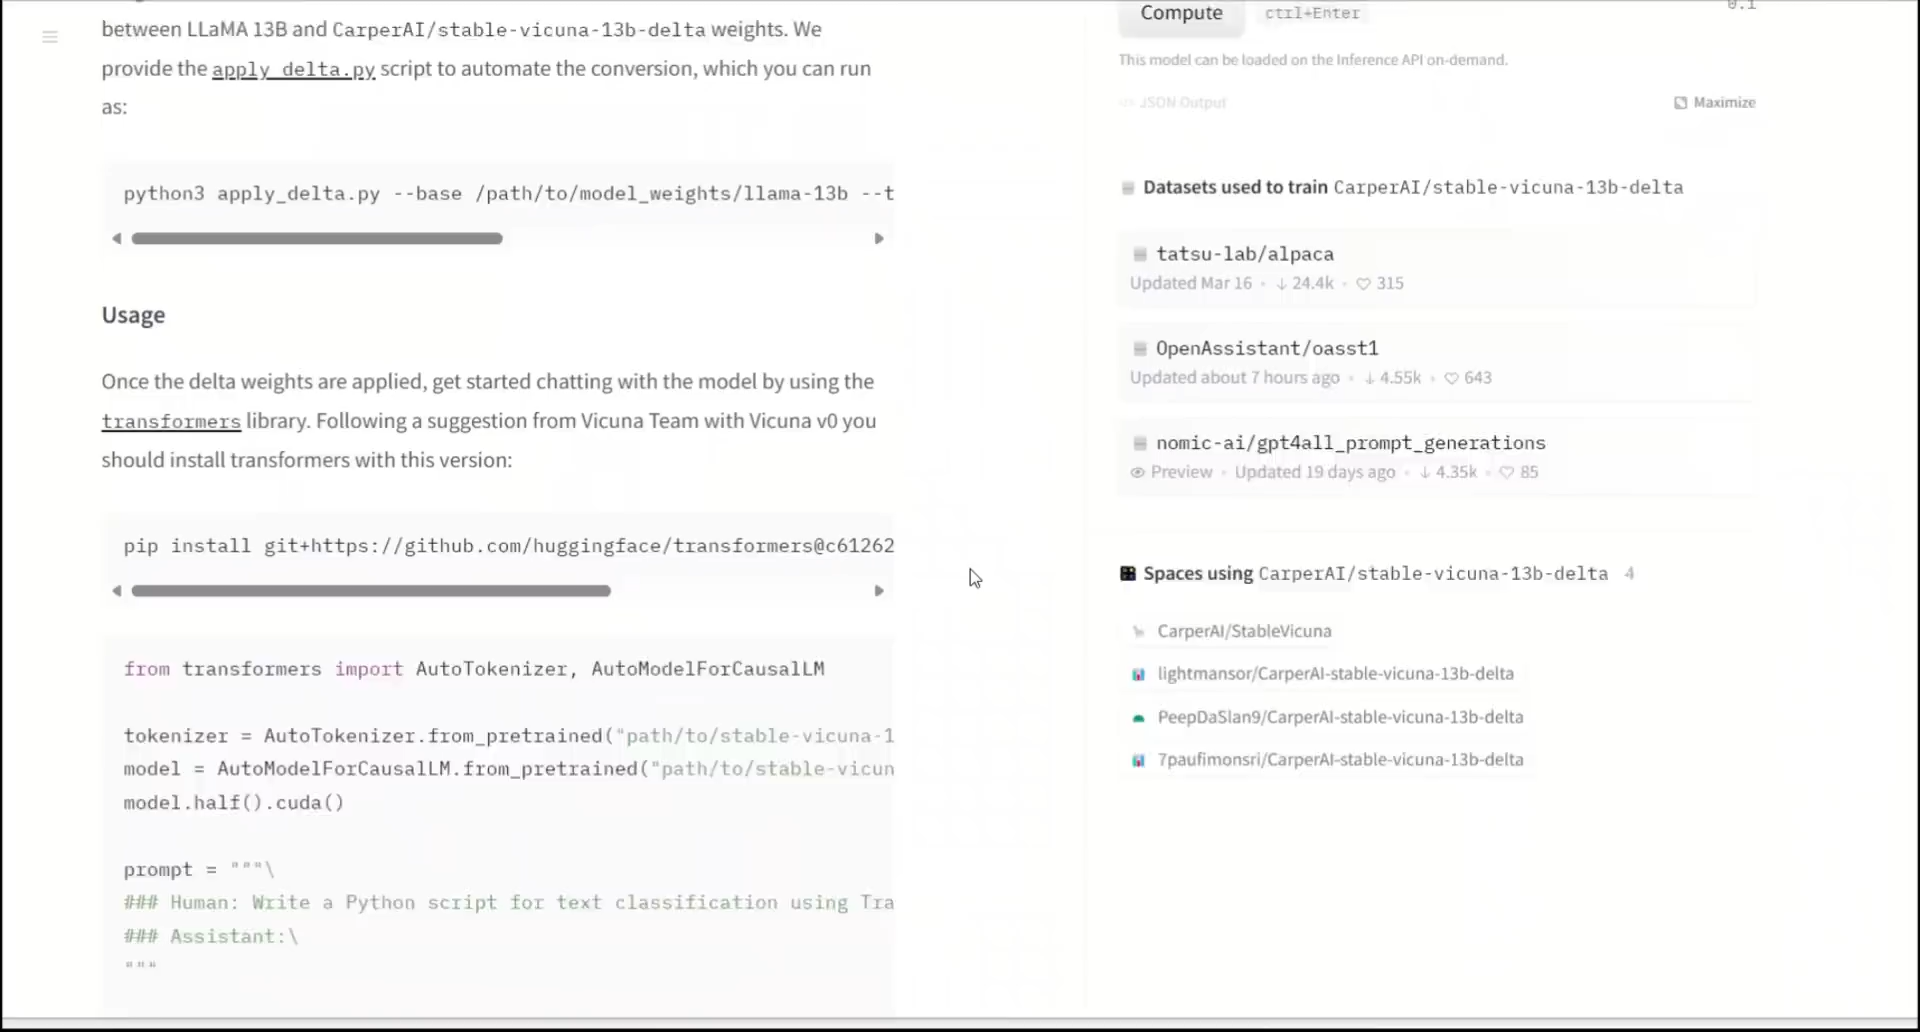 between LLaMA 13B and CarperAI/stable-vicuna-13b-delta weights. We
provide the apply_delta.py script to automate the conversion, which you can run
as:
python3 apply_delta.py --base /path/to/model_weights/llama-13b --t
Usage
Once the delta weights are applied, get started chatting with the model by using the
transformers library. Following a suggestion from Vicuna Team with Vicuna v0 you
should install transformers with this version:
pip install git+https://github.com/huggingface/transformers@c61262
from transformers import AutoTokenizer, AutoModelForCausalLM
tokenizer = AutoTokenizer.from_pretrained("path/to/stable-vicuna-1
model = AutoModelForCausalLM.from_pretrained("path/to/stable-vicun
model.half().cuda()
prompt = """\
### Human: Write a Python script for text classification using Tra
### Assistant:\
"""
0.1
Compute ctrl+Enter
This model can be loaded on the Inference API on-demand.
</> JSON Output Maximize
Datasets used to train CarperAI/stable-vicuna-13b-delta
tatsu-lab/alpaca
Updated Mar 16 • ↓ 24.4k • ♡ 315
OpenAssistant/oasst1
Updated about 7 hours ago • ↓ 4.55k • ♡ 643
nomic-ai/gpt4all_prompt_generations
Preview • Updated 19 days ago • ↓ 4.35k • ♡ 85
Spaces using CarperAI/stable-vicuna-13b-delta 4
CarperAI/StableVicuna
lightmansor/CarperAI-stable-vicuna-13b-delta
PeepDaSlan9/CarperAI-stable-vicuna-13b-delta
7paufimonsri/CarperAI-stable-vicuna-13b-delta